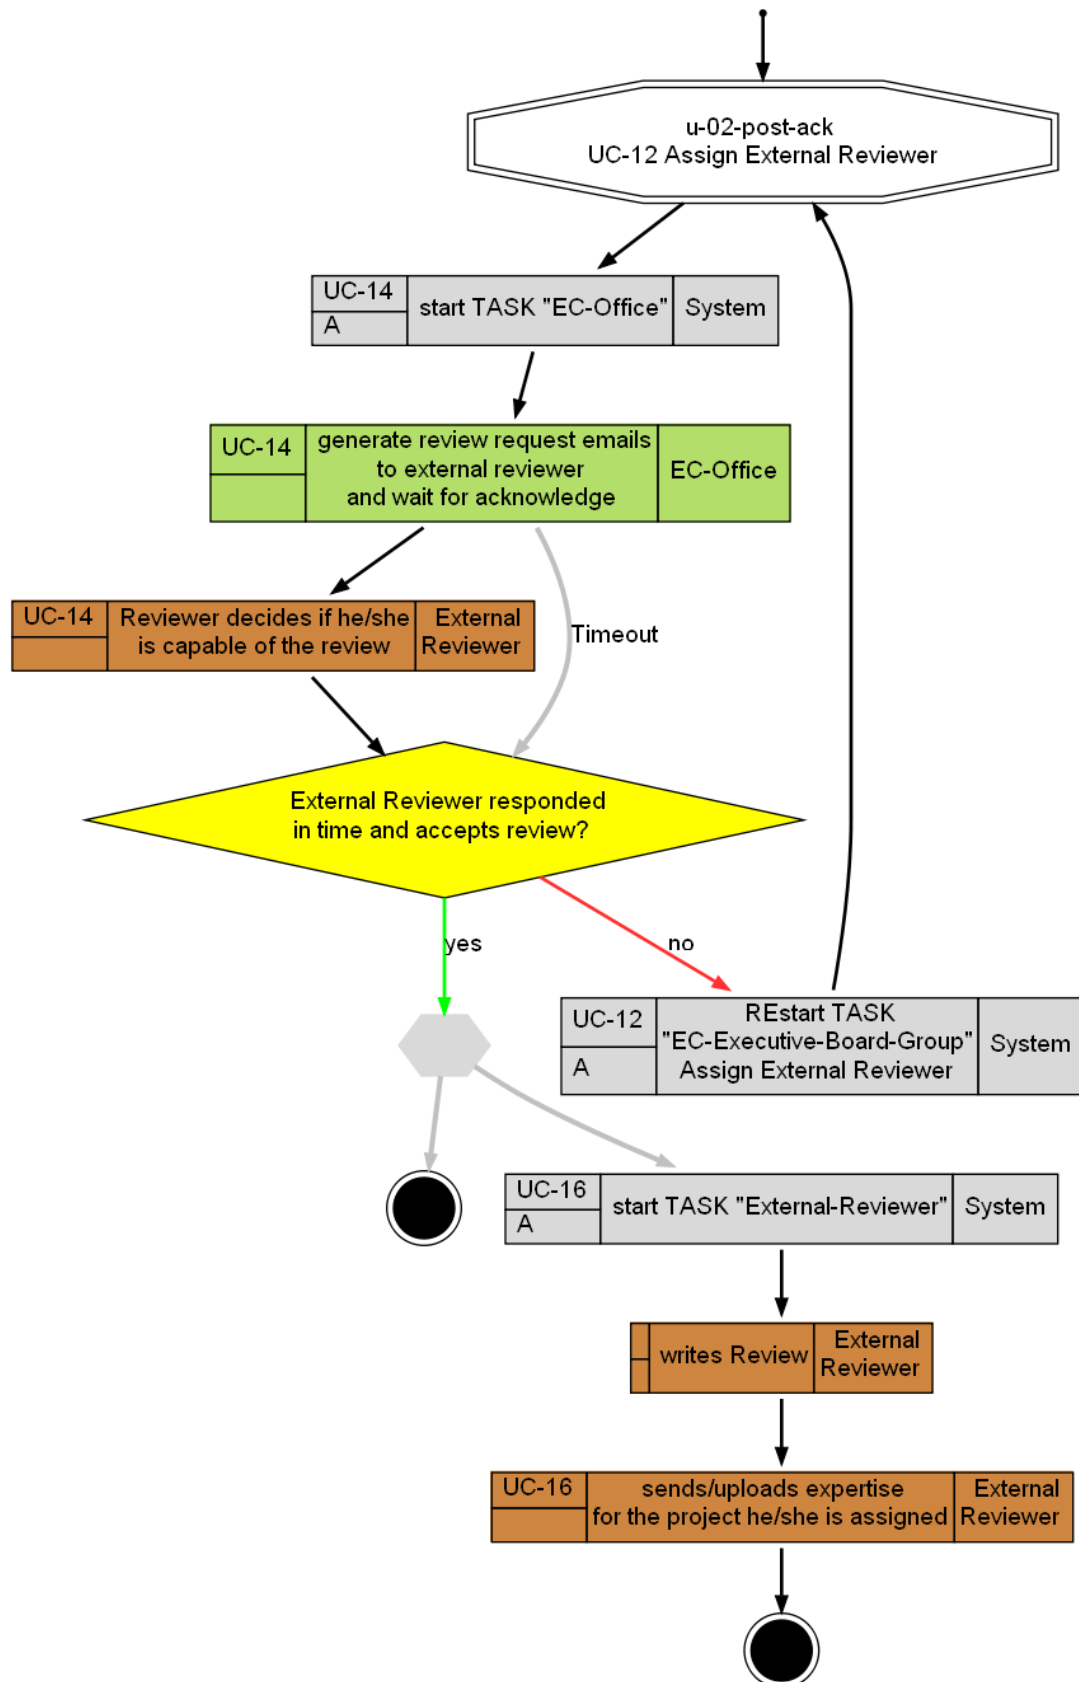 u-02-post-ack
UC-12 Assign External Reviewer
UC-14
A
start TASK "EC-Office"
System
UC-14
generate review request emails
to external reviewer
and wait for acknowledge
EC-Office
UC-14
Reviewer decides if he/she
is capable of the review
External
Reviewer
Timeout
External Reviewer responded
in time and accepts review?
yes
no
UC-12
A
REstart TASK
"EC-Executive-Board-Group"
Assign External Reviewer
System
UC-16
A
start TASK "External-Reviewer"
System
writes Review
External
Reviewer
UC-16
sends/uploads expertise
for the project he/she is assigned
External
Reviewer